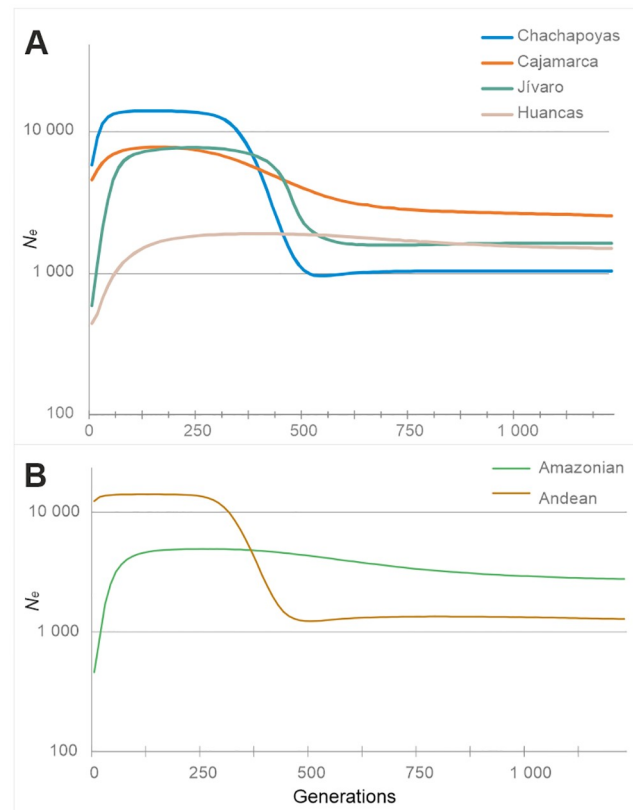 A
Chachapoyas
Cajamarca
Jívaro
Huancas
10 000
Ne
1 000
100
0 250 500 750 1 000
B
Amazonian
Andean
10 000
Ne
1 000
100
0 250 500 750 1 000
Generations